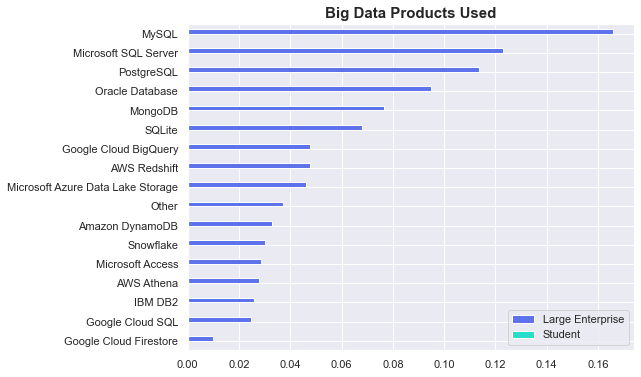 Big Data Products Used
MySQL
Microsoft SQL Server
PostgreSQL
Oracle Database
MongoDB
SQLite
Google Cloud BigQuery
AWS Redshift
Microsoft Azure Data Lake Storage
Other
Amazon DynamoDB
Snowflake
Microsoft Access
AWS Athena
IBM DB2
Google Cloud SQL
Google Cloud Firestore
Large Enterprise
Student
0.00 0.02 0.04 0.06 0.08 0.10 0.12 0.14 0.16